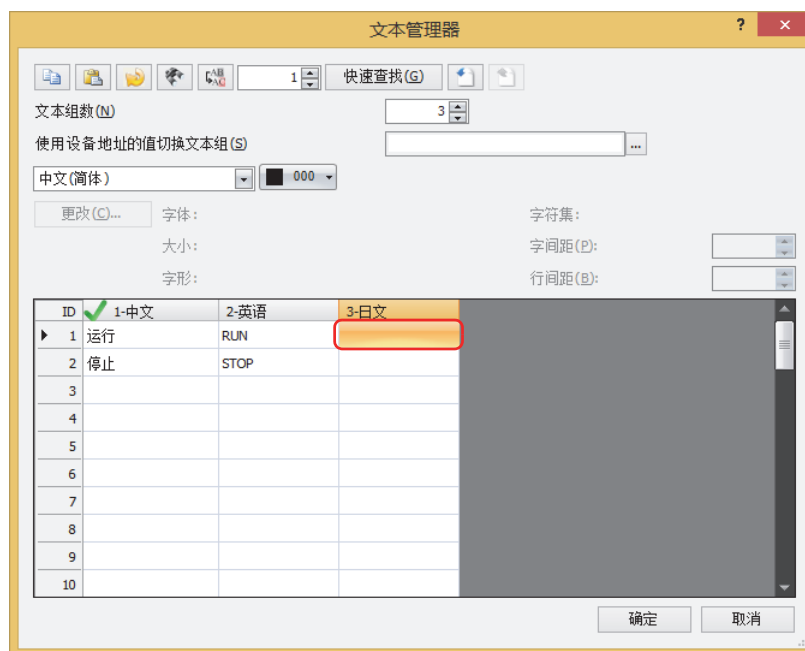 文本管理器 ? ×
1 快速查找(G)
文本组数(N) 3
使用设备地址的值切换文本组(S) ...
中文(简体) 000
更改(C)... 字体: 字符集:
大小: 字间距(P):
字形: 行间距(B):
ID 1-中文 2-英语 3-日文
1 运行 RUN
2 停止 STOP
3
4
5
6
7
8
9
10
确定 取消